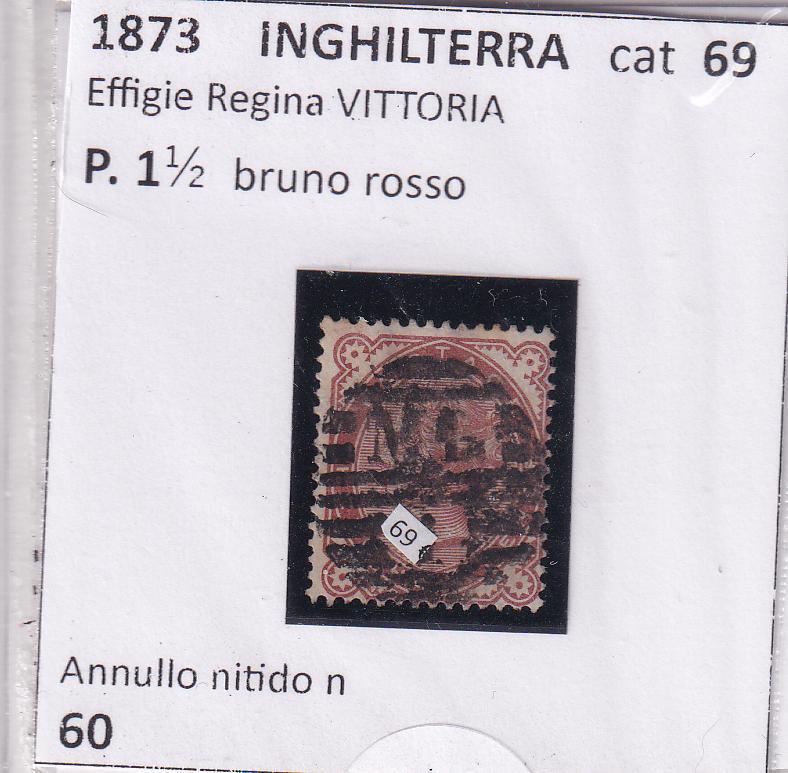 1873 INGHILTERRA cat 69
Effigie Regina VITTORIA
P. 1½ bruno rosso
69
Annullo nitido n
60